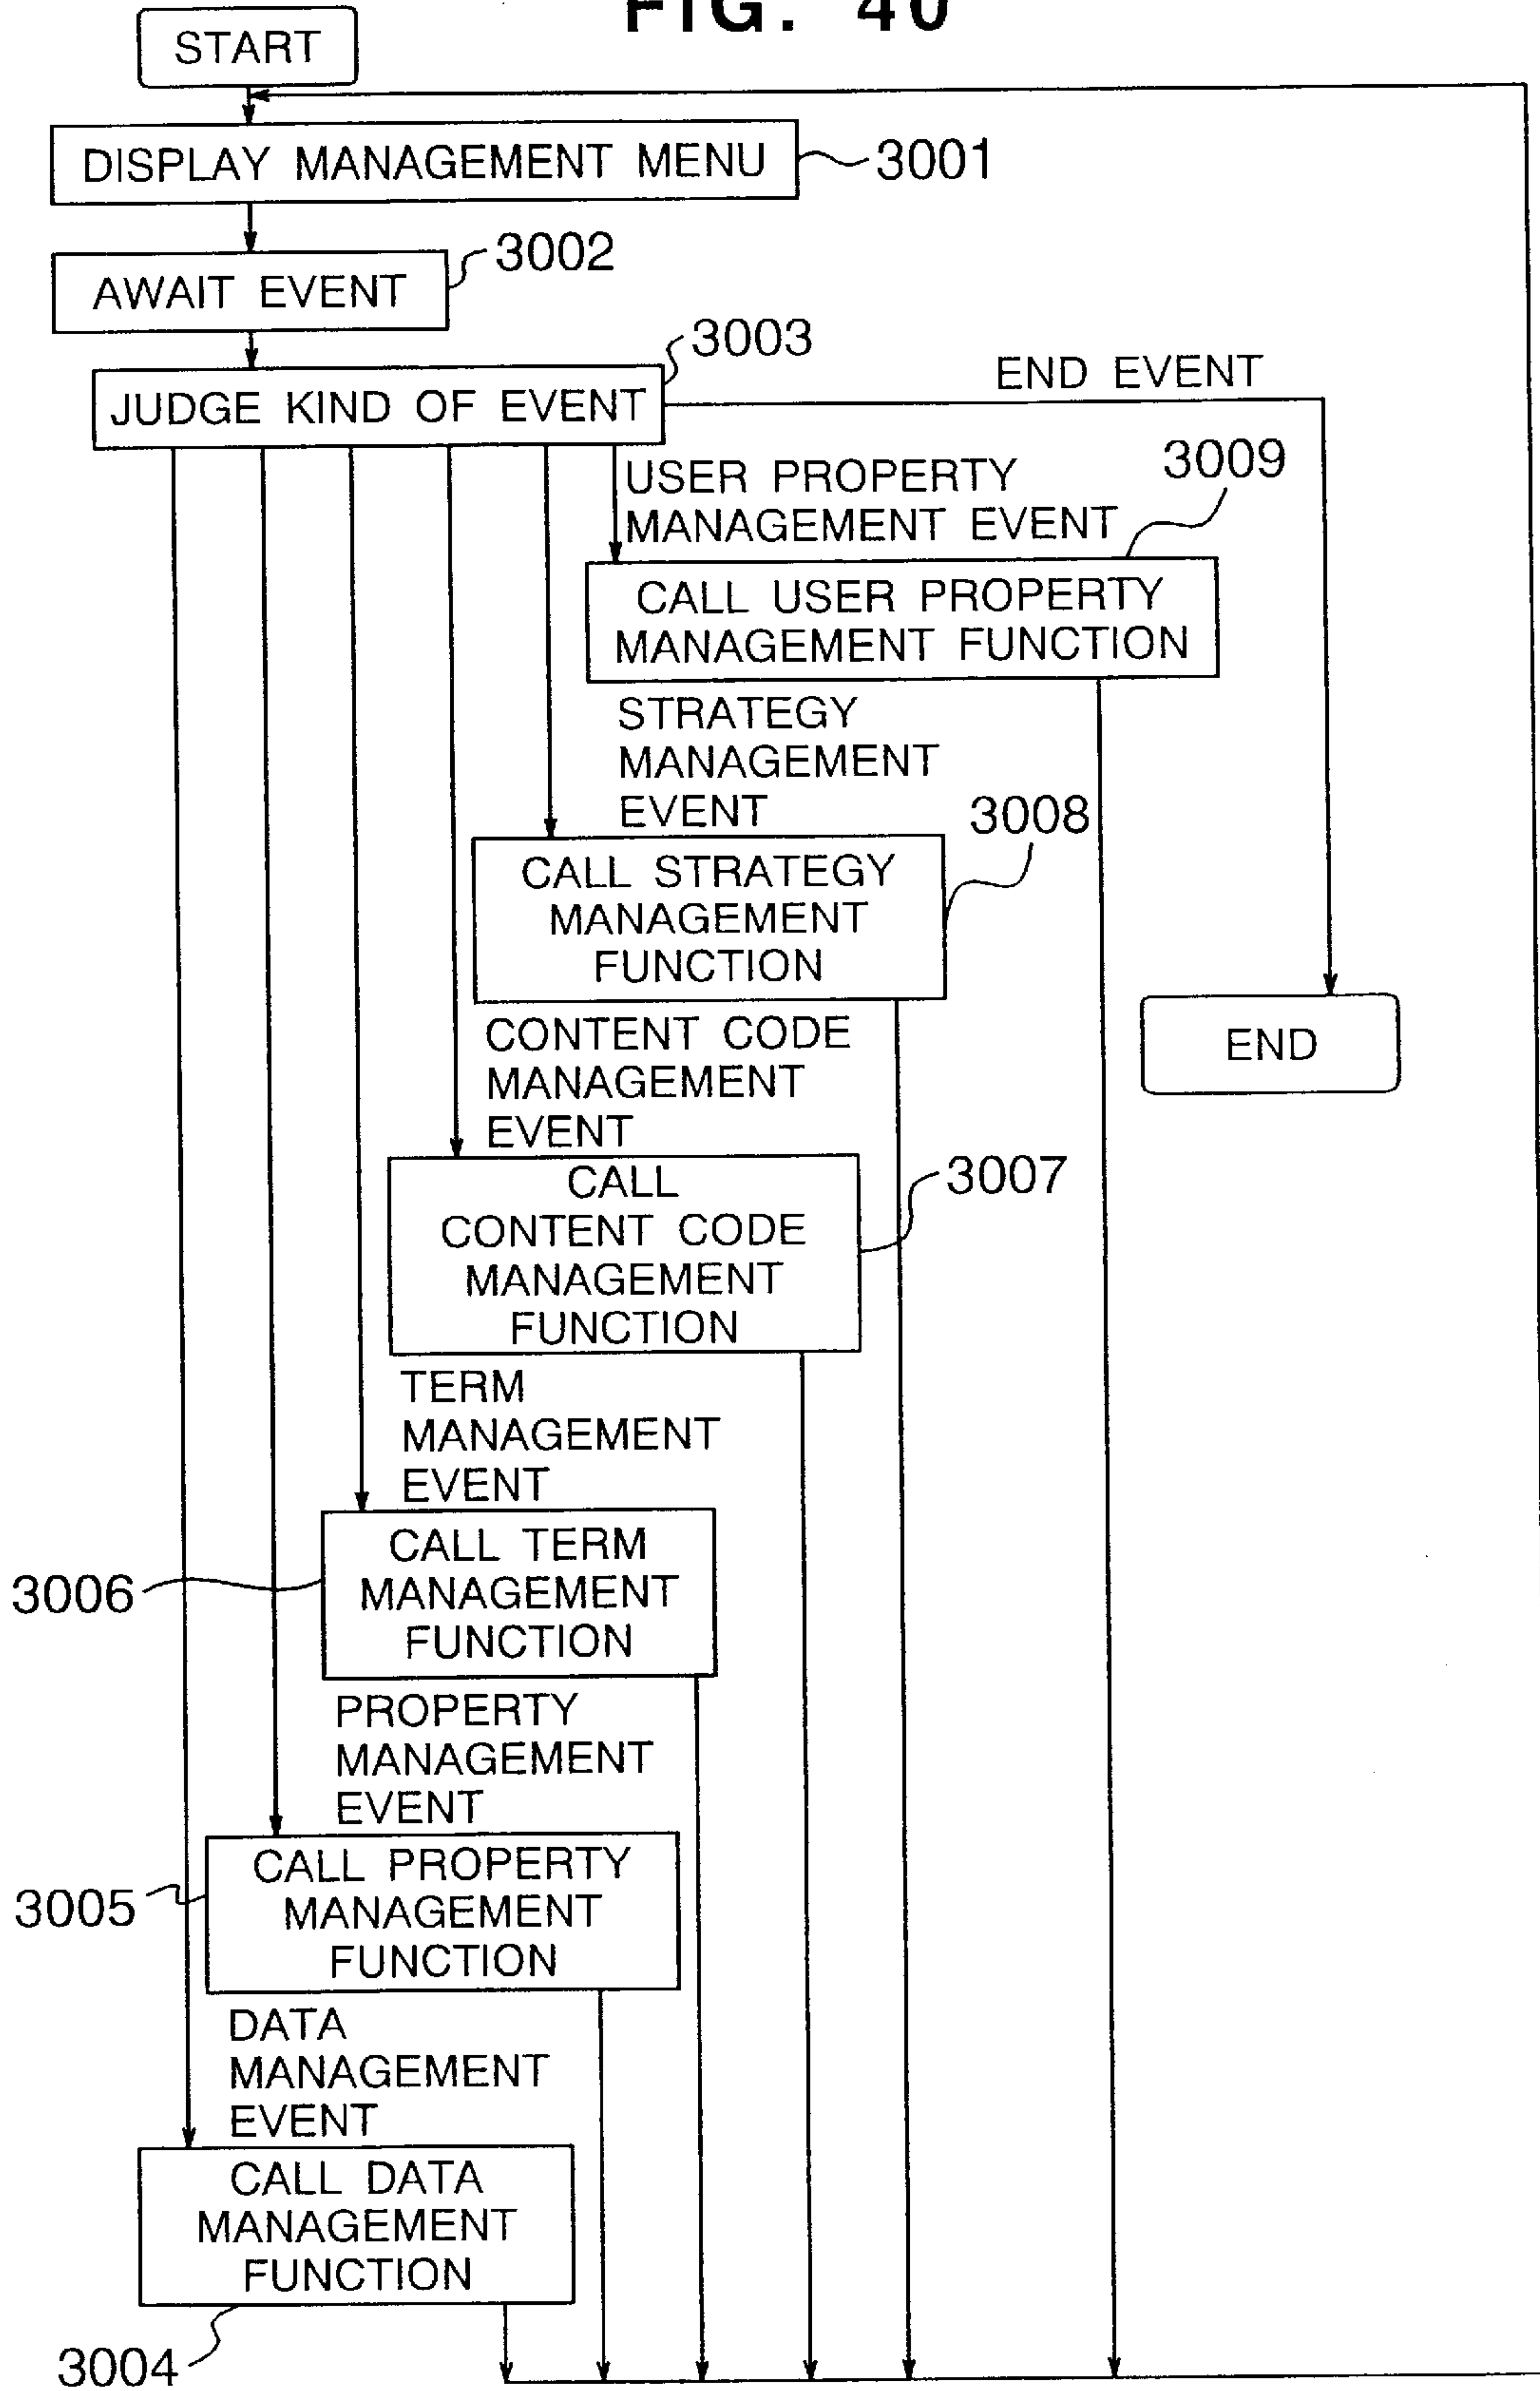 FIG. 40
START
DISPLAY MANAGEMENT MENU
3001
3002
AWAIT EVENT
3003
JUDGE KIND OF EVENT
END EVENT
3009
USER PROPERTY
MANAGEMENT EVENT
CALL USER PROPERTY
MANAGEMENT FUNCTION
STRATEGY
MANAGEMENT
EVENT
3008
CALL STRATEGY
MANAGEMENT
FUNCTION
END
CONTENT CODE
MANAGEMENT
EVENT
3007
CALL
CONTENT CODE
MANAGEMENT
FUNCTION
TERM
MANAGEMENT
EVENT
3006
CALL TERM
MANAGEMENT
FUNCTION
PROPERTY
MANAGEMENT
EVENT
3005
CALL PROPERTY
MANAGEMENT
FUNCTION
DATA
MANAGEMENT
EVENT
CALL DATA
MANAGEMENT
FUNCTION
3004